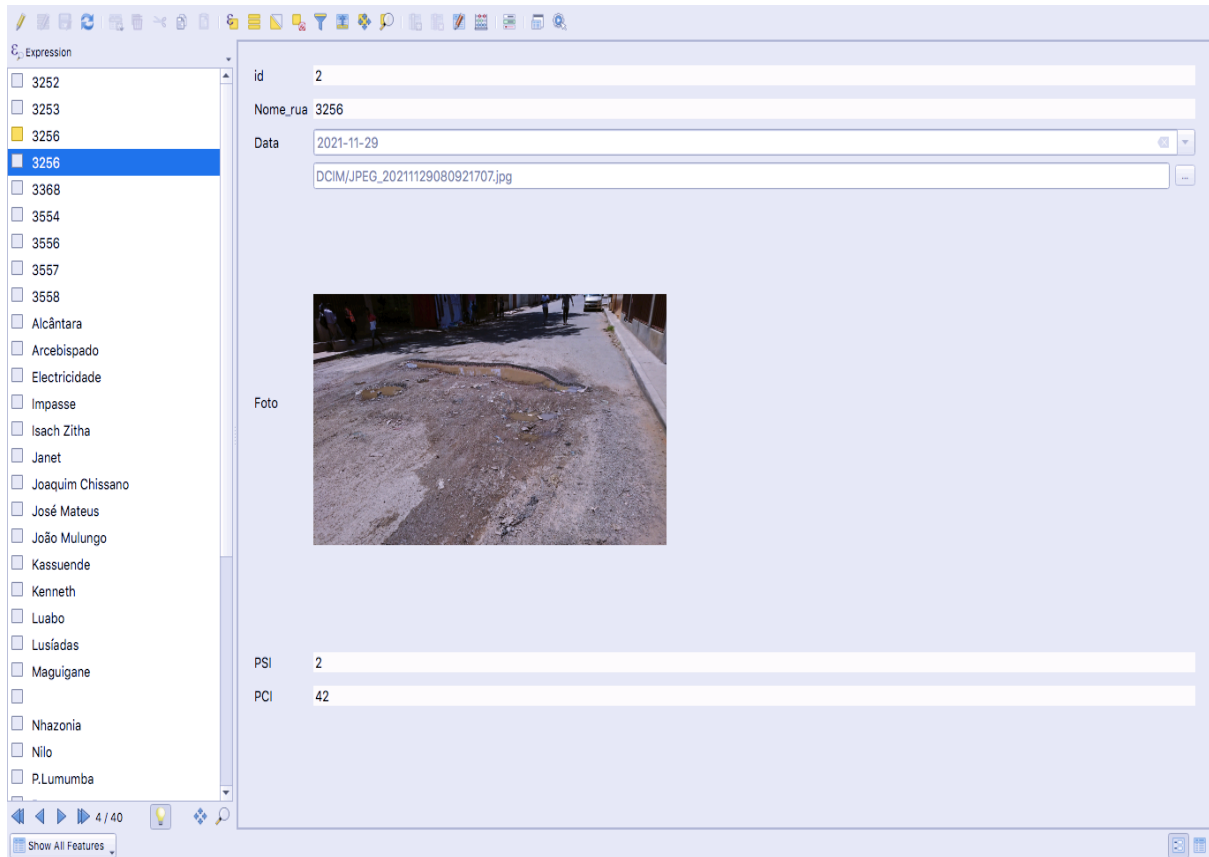 Expression
3252
3253
3256
3256
3368
3554
3556
3557
3558
Alcântara
Arcebispado
Electricidade
Impasse
Isach Zitha
Janet
Joaquim Chissano
José Mateus
João Mulungo
Kassuende
Kenneth
Luabo
Lusíadas
Maguigane
Nhazonia
Nilo
P.Lumumba
4 / 40
Show All Features
id 2
Nome_rua 3256
Data 2021-11-29
DCIM/JPEG_20211129080921707.jpg
...
Foto
PSI 2
PCI 42